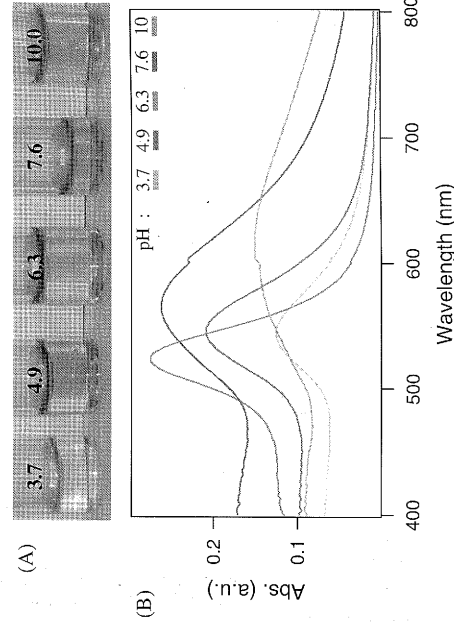 (A)
3.7 4.9 6.3 7.6 10.0
(B)
pH : 3.7 4.9 6.3 7.6 10
Abs. (a.u.)
0.2
0.1
400 500 600 700 800
Wavelength (nm)